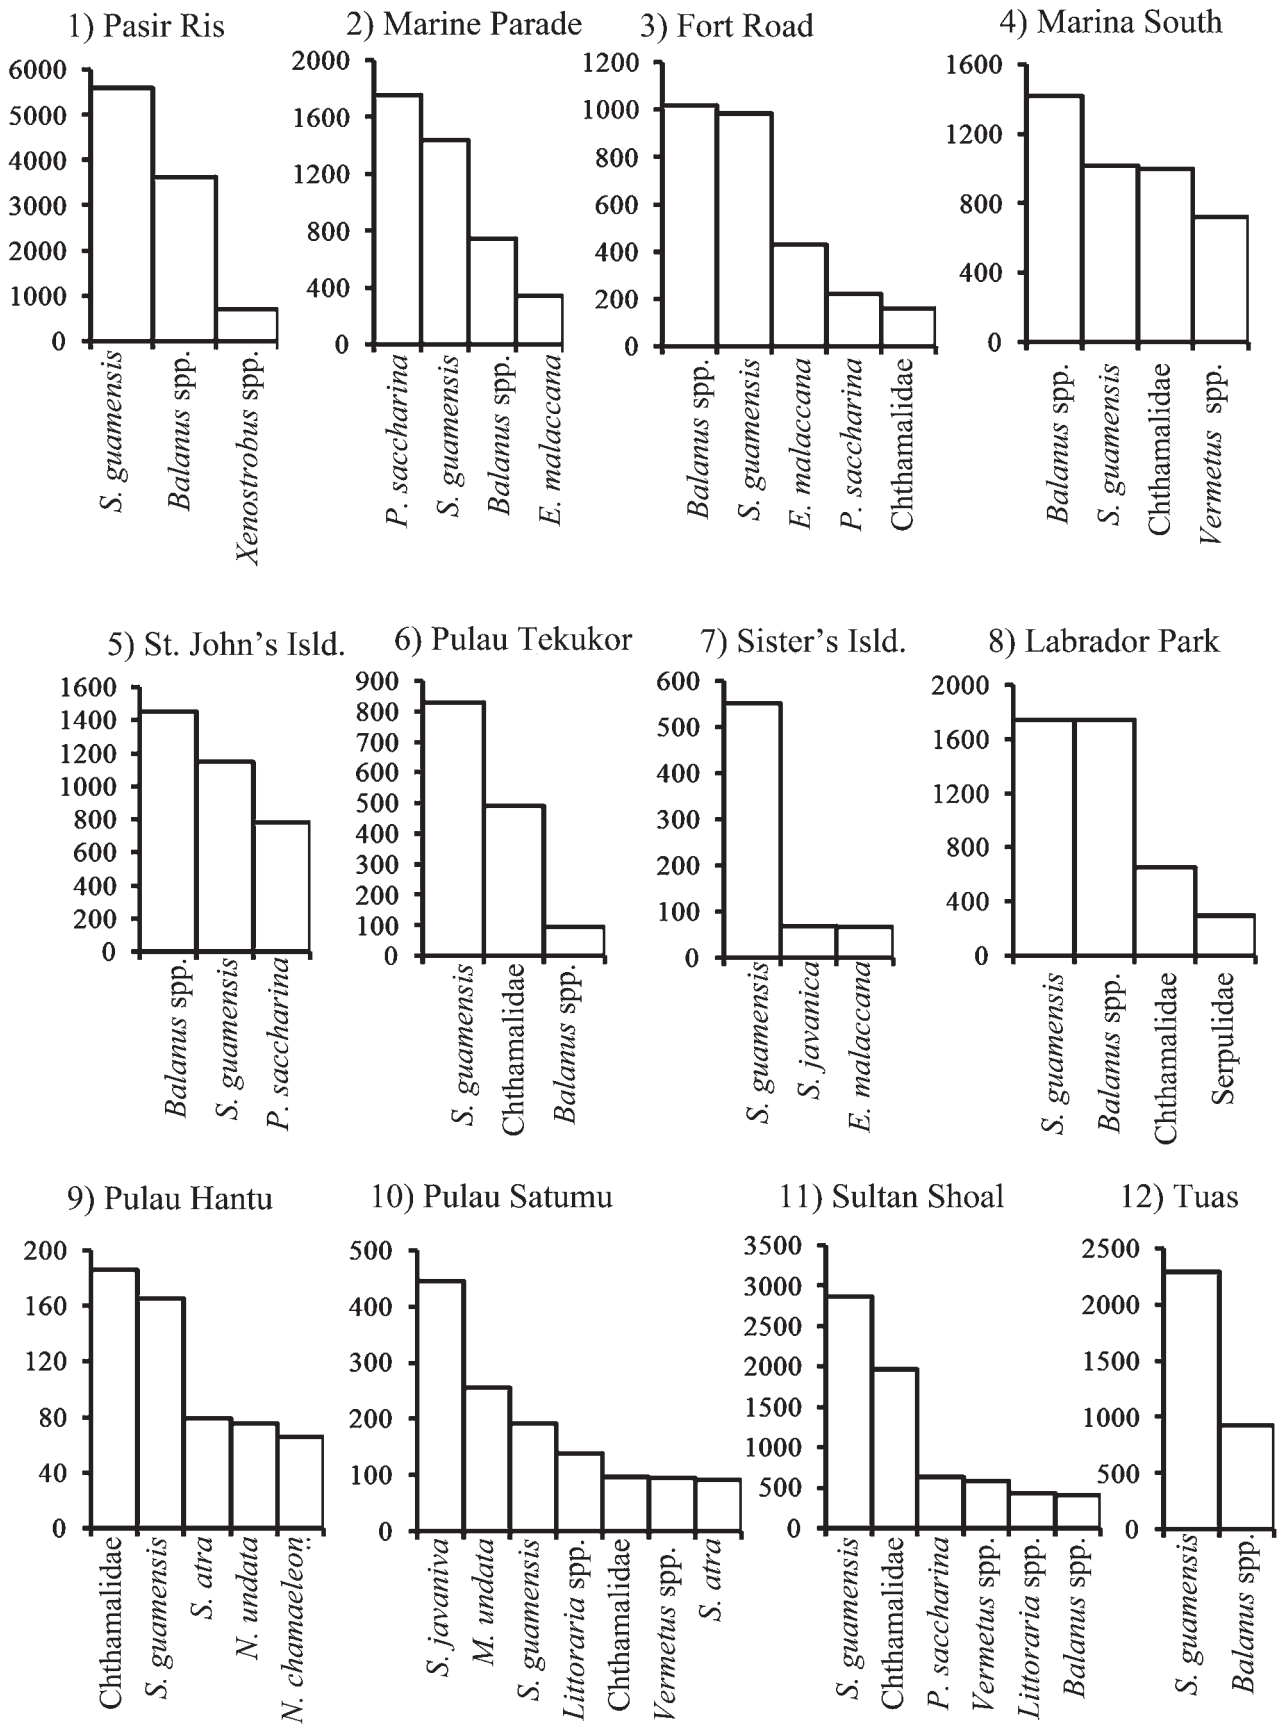 1) Pasir Ris
6000
5000
4000
3000
2000
1000
0
S. guamensis
Balanus spp.
Xenostrobus spp.
2) Marine Parade
2000
1600
1200
800
400
0
P. saccharina
S. guamensis
Balanus spp.
E. malaccana
3) Fort Road
1200
1000
800
600
400
200
0
Balanus spp.
S. guamensis
E. malaccana
P. saccharina
Chthamalidae
4) Marina South
1600
1200
800
400
0
Balanus spp.
S. guamensis
Chthamalidae
Vermetus spp.
5) St. John’s Isld.
1600
1400
1200
1000
800
600
400
200
0
Balanus spp.
S. guamensis
P. saccharina
6) Pulau Tekukor
900
800
700
600
500
400
300
200
100
0
S. guamensis
Chthamalidae
Balanus spp.
7) Sister’s Isld.
600
500
400
300
200
100
0
S. guamensis
S. javanica
E. malaccana
8) Labrador Park
2000
1600
1200
800
400
0
S. guamensis
Balanus spp.
Chthamalidae
Serpulidae
9) Pulau Hantu
200
160
120
80
40
0
Chthamalidae
S. guamensis
S. atra
N. undata
N. chamaeleon
10) Pulau Satumu
500
400
300
200
100
0
S. javaniva
M. undata
S. guamensis
Littoraria spp.
Chthamalidae
Vermetus spp.
S. atra
11) Sultan Shoal
3500
3000
2500
2000
1500
1000
500
0
S. guamensis
Chthamalidae
P. saccharina
Vermetus spp.
Littoraria spp.
Balanus spp.
12) Tuas
2500
2000
1500
1000
500
0
S. guamensis
Balanus spp.